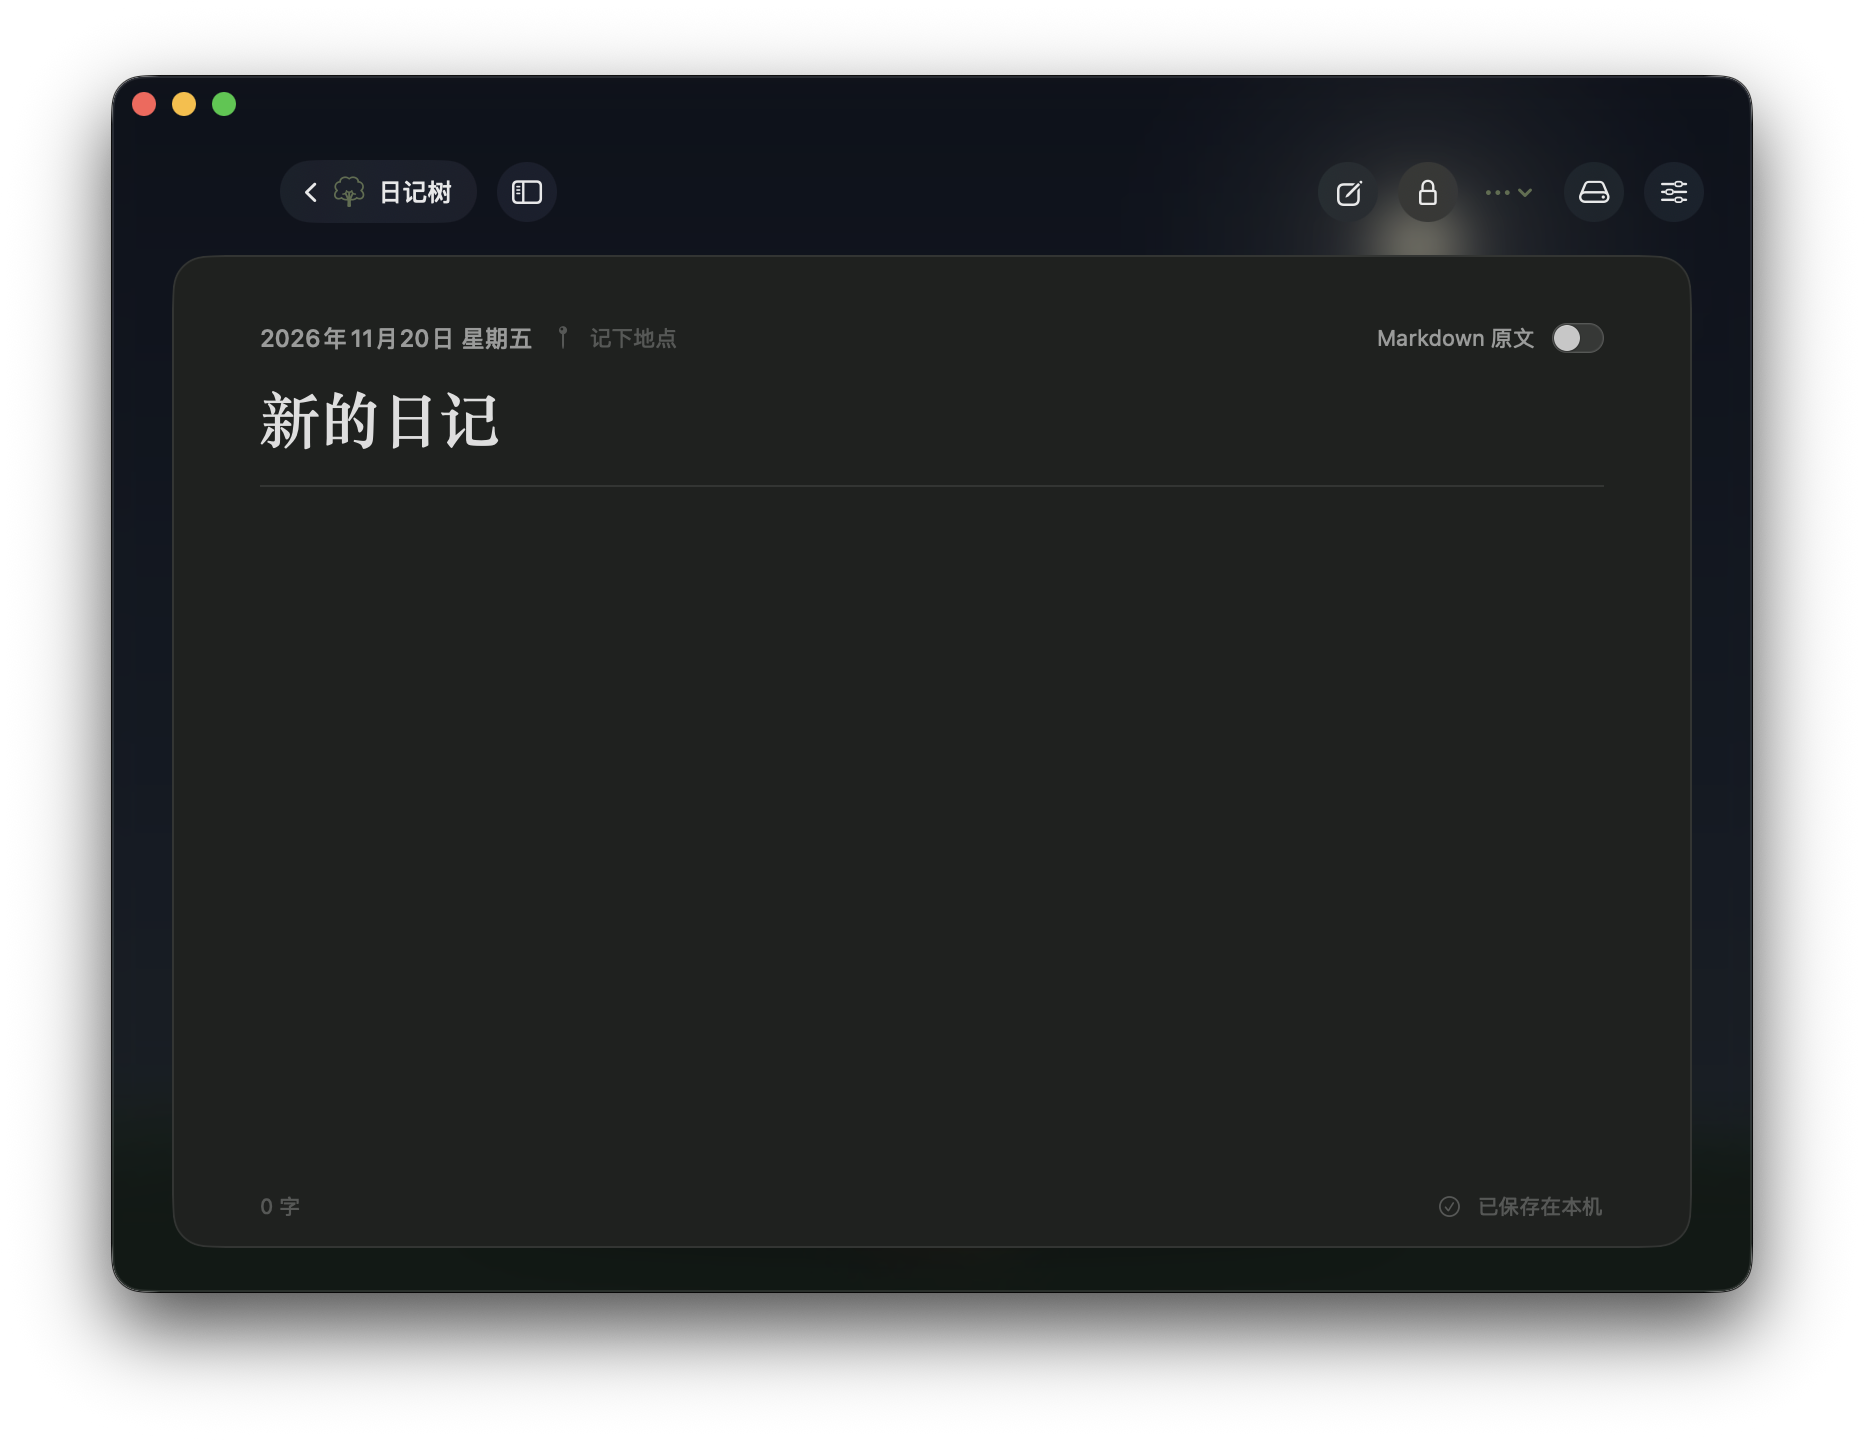 日记树
2026年11月20日 星期五 记下地点
Markdown 原文
新的日记
0 字
已保存在本机